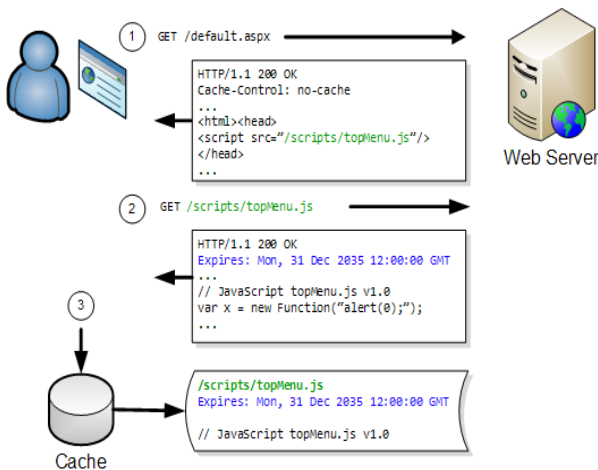 1 GET /default.aspx
HTTP/1.1 200 OK
Cache-Control: no-cache
...
<html><head>
<script src="/scripts/topMenu.js"/>
</head>
...
Web Server
2 GET /scripts/topMenu.js
HTTP/1.1 200 OK
Expires: Mon, 31 Dec 2035 12:00:00 GMT
...
// JavaScript topMenu.js v1.0
var x = new Function("alert(0);");
...
3
/scripts/topMenu.js
Expires: Mon, 31 Dec 2035 12:00:00 GMT
// JavaScript topMenu.js v1.0
Cache